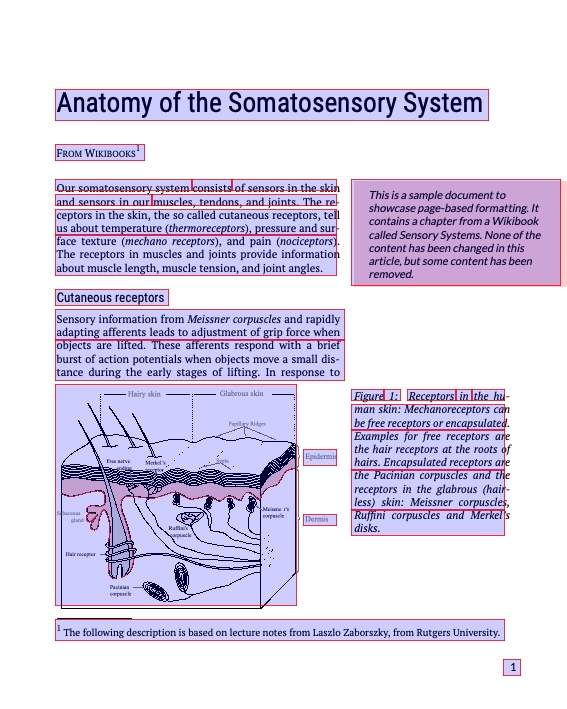 Anatomy of the Somatosensory System
From Wikibooks1
Our somatosensory system consists of sensors in the skin
and sensors in our muscles, tendons, and joints. The re-
ceptors in the skin, the so called cutaneous receptors, tell
us about temperature (thermoreceptors), pressure and sur-
face texture (mechano receptors), and pain (nociceptors).
The receptors in muscles and joints provide information
about muscle length, muscle tension, and joint angles.
This is a sample document to
showcase page-based formatting. It
contains a chapter from a Wikibook
called Sensory Systems. None of the
content has been changed in this
article, but some content has been
removed.
Cutaneous receptors
Sensory information from Meissner corpuscles and rapidly
adapting afferents leads to adjustment of grip force when
objects are lifted. These afferents respond with a brief
burst of action potentials when objects move a small dis-
tance during the early stages of lifting. In response to
Hairy skin
Glabrous skin
Papillary Ridges
Free nerve
Merkel's
Septa
Epidermis
Sebaceous
gland
Meissner's
corpuscle
Ruffini's
corpuscle
Dermis
Hair receptor
Pacinian
corpuscle
Figure 1: Receptors in the hu-
man skin: Mechanoreceptors can
be free receptors or encapsulated.
Examples for free receptors are
the hair receptors at the roots of
hairs. Encapsulated receptors are
the Pacinian corpuscles and the
receptors in the glabrous (hair-
less) skin: Meissner corpuscles,
Ruffini corpuscles and Merkel's
disks.
1 The following description is based on lecture notes from Laszlo Zaborszky, from Rutgers University.
1